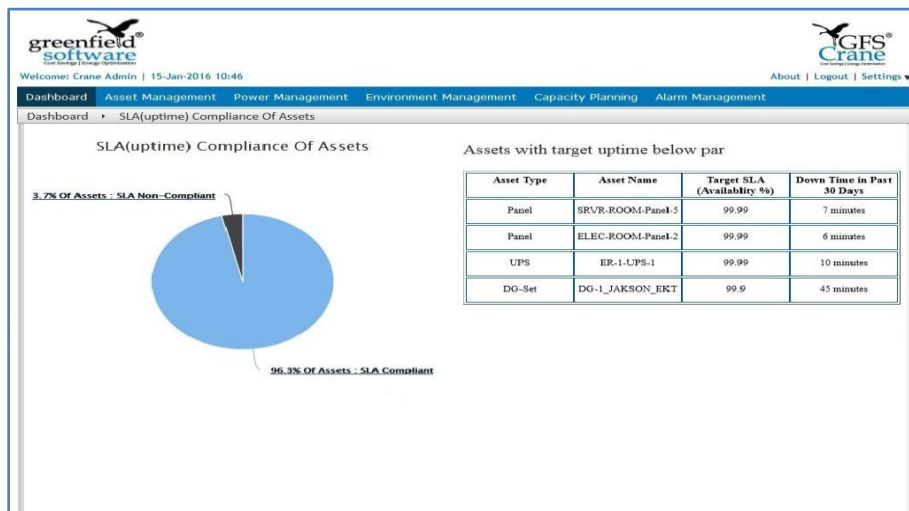 greenfield®
software
Cost Savings | Energy Optimization
GFS®
Crane
Cost Savings | Energy Optimization
Welcome: Crane Admin | 15-Jan-2016 10:46
About | Logout | Settings
Dashboard Asset Management Power Management Environment Management Capacity Planning Alarm Management
Dashboard ▸ SLA(uptime) Compliance Of Assets
SLA(uptime) Compliance Of Assets
3.7% Of Assets : SLA Non-Compliant
96.3% Of Assets : SLA Compliant
Assets with target uptime below par
Asset Type Asset Name Target SLA (Availablity %) Down Time in Past 30 Days
Panel SRVR-ROOM-Panel-5 99.99 7 minutes
Panel ELEC-ROOM-Panel-2 99.99 6 minutes
UPS ER-1-UPS-1 99.99 10 minutes
DG-Set DG-1_JAKSON_EKT 99.9 45 minutes